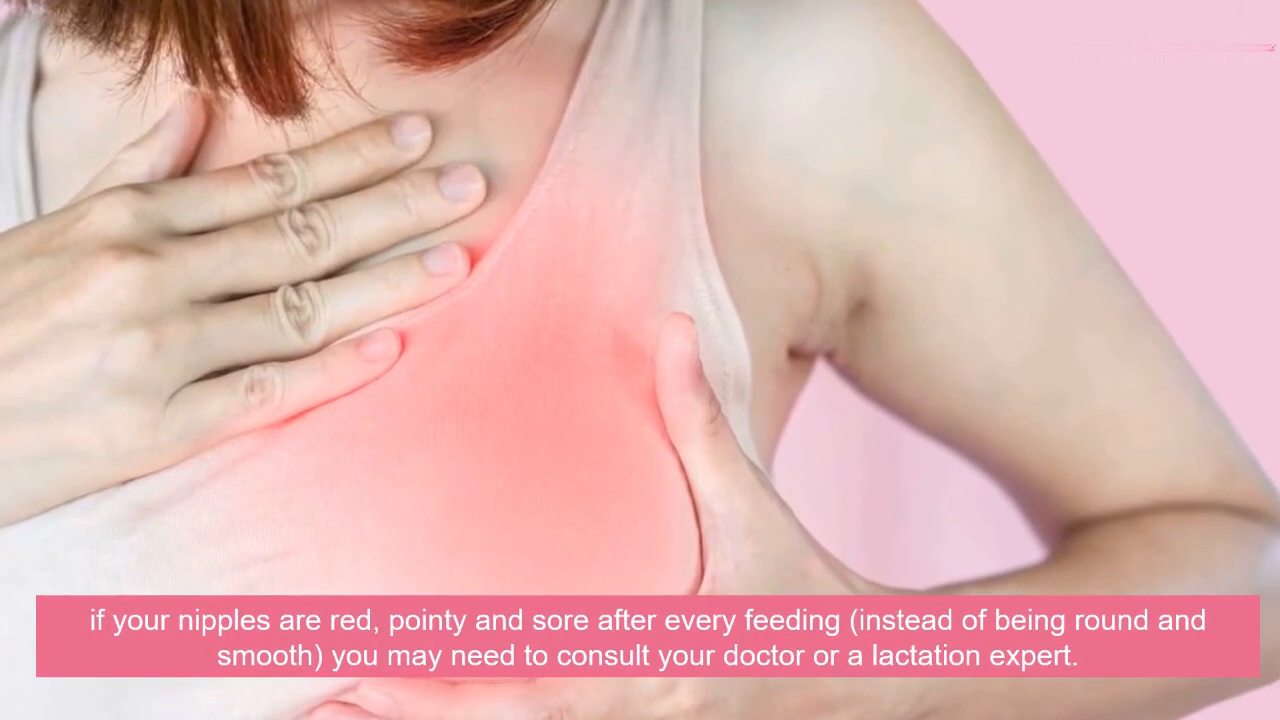 if your nipples are red, pointy and sore after every feeding (instead of being round and
smooth) you may need to consult your doctor or a lactation expert.